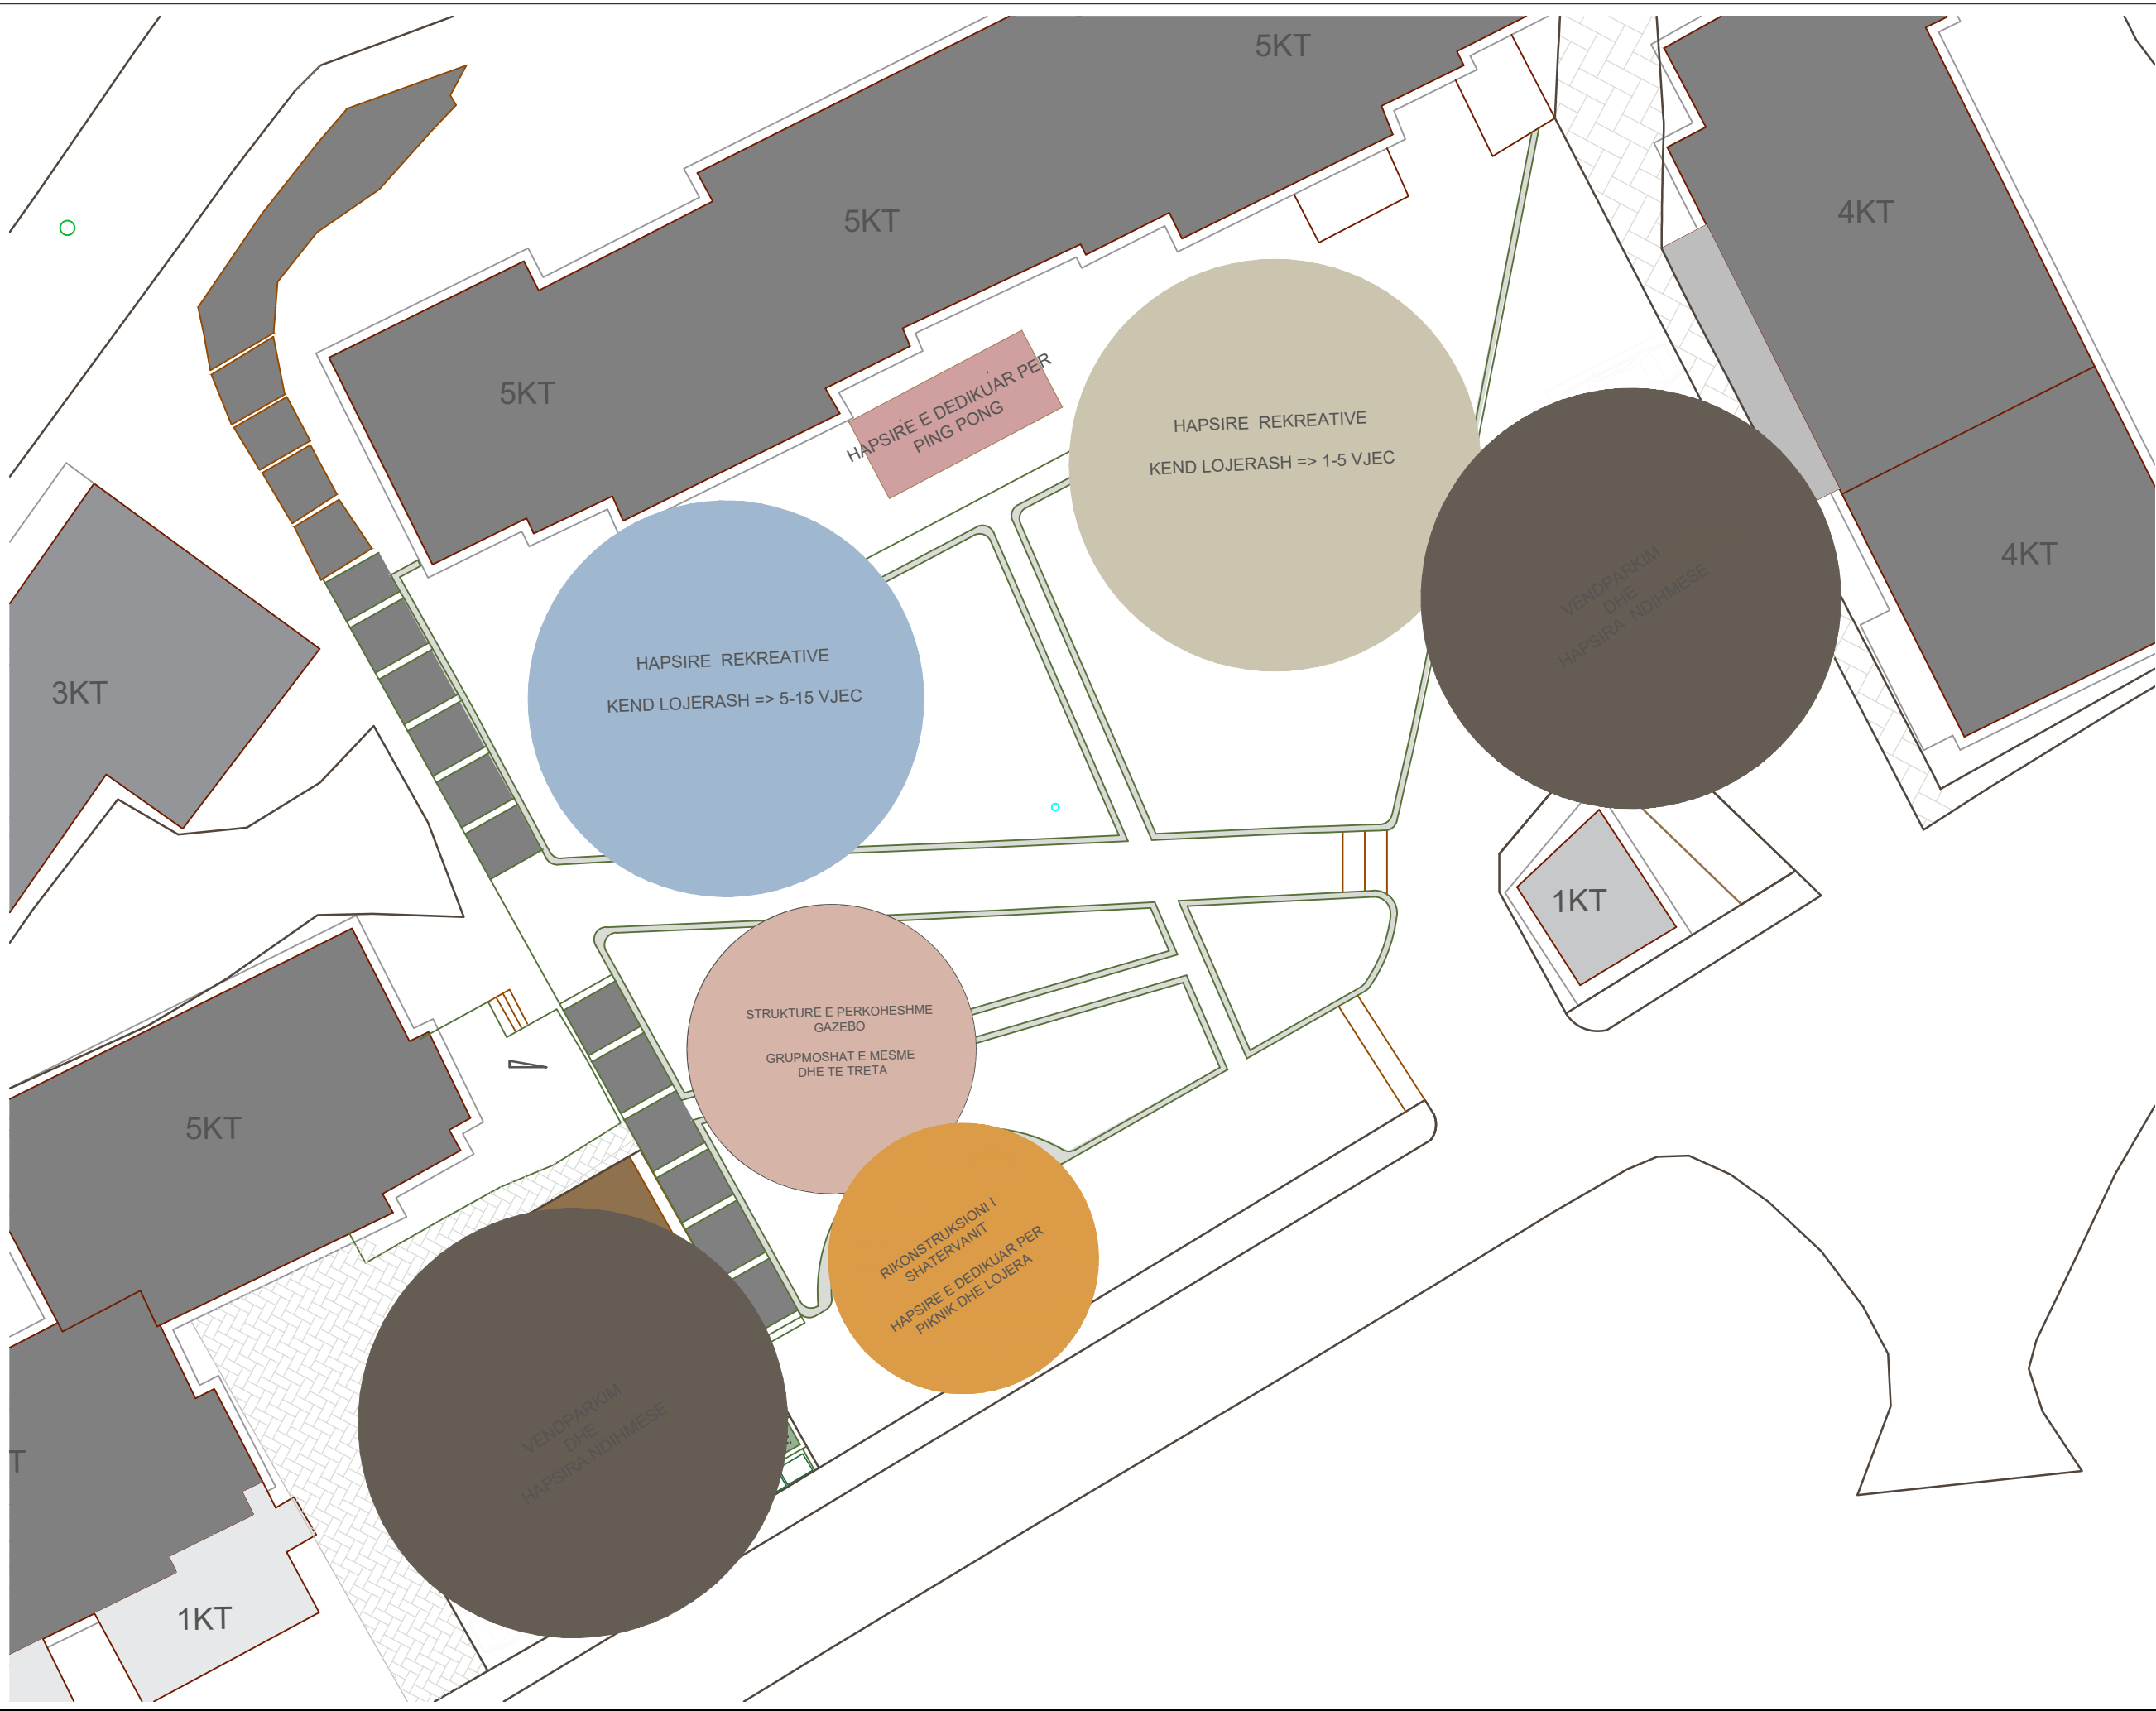 5KT
5KT
4KT
5KT
HAPSIRE E DEDIKUAR PER
PING PONG
HAPSIRE REKREATIVE
KEND LOJERASH => 1-5 VJEC
4KT
VENDPARKIM
DHE
HAPSIRA NDIHMESE
3KT
HAPSIRE REKREATIVE
KEND LOJERASH => 5-15 VJEC
1KT
STRUKTURE E PERKOHESHME
GAZEBO
GRUPMOSHAT E MESME
DHE TE TRETA
5KT
RIKONSTRUKSIONI I
SHATERVANIT
HAPSIRE E DEDIKUAR PER
PIKNIK DHE LOJERA
VENDPARKIM
DHE
HAPSIRA NDIHMESE
T
1KT